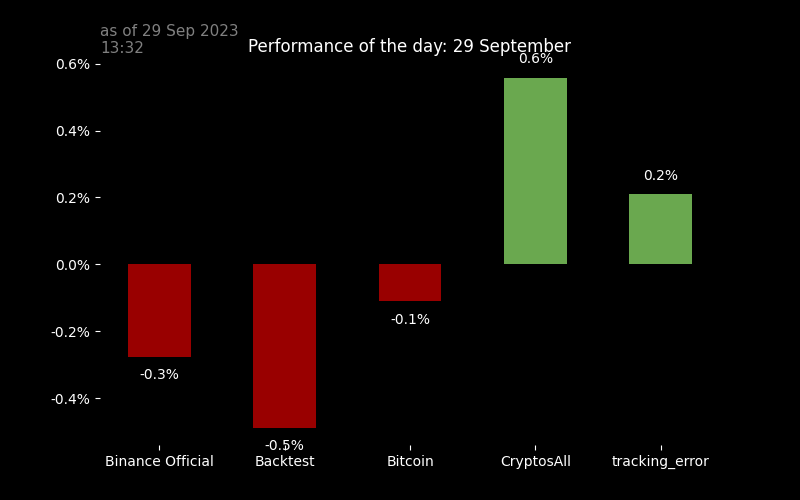 as of 29 Sep 2023
13:32
Performance of the day: 29 September
0.6%
0.4%
0.2%
0.0%
-0.2%
-0.4%
-0.3%
-0.5%
-0.1%
0.6%
0.2%
Binance Official
Backtest
Bitcoin
CryptosAll
tracking_error